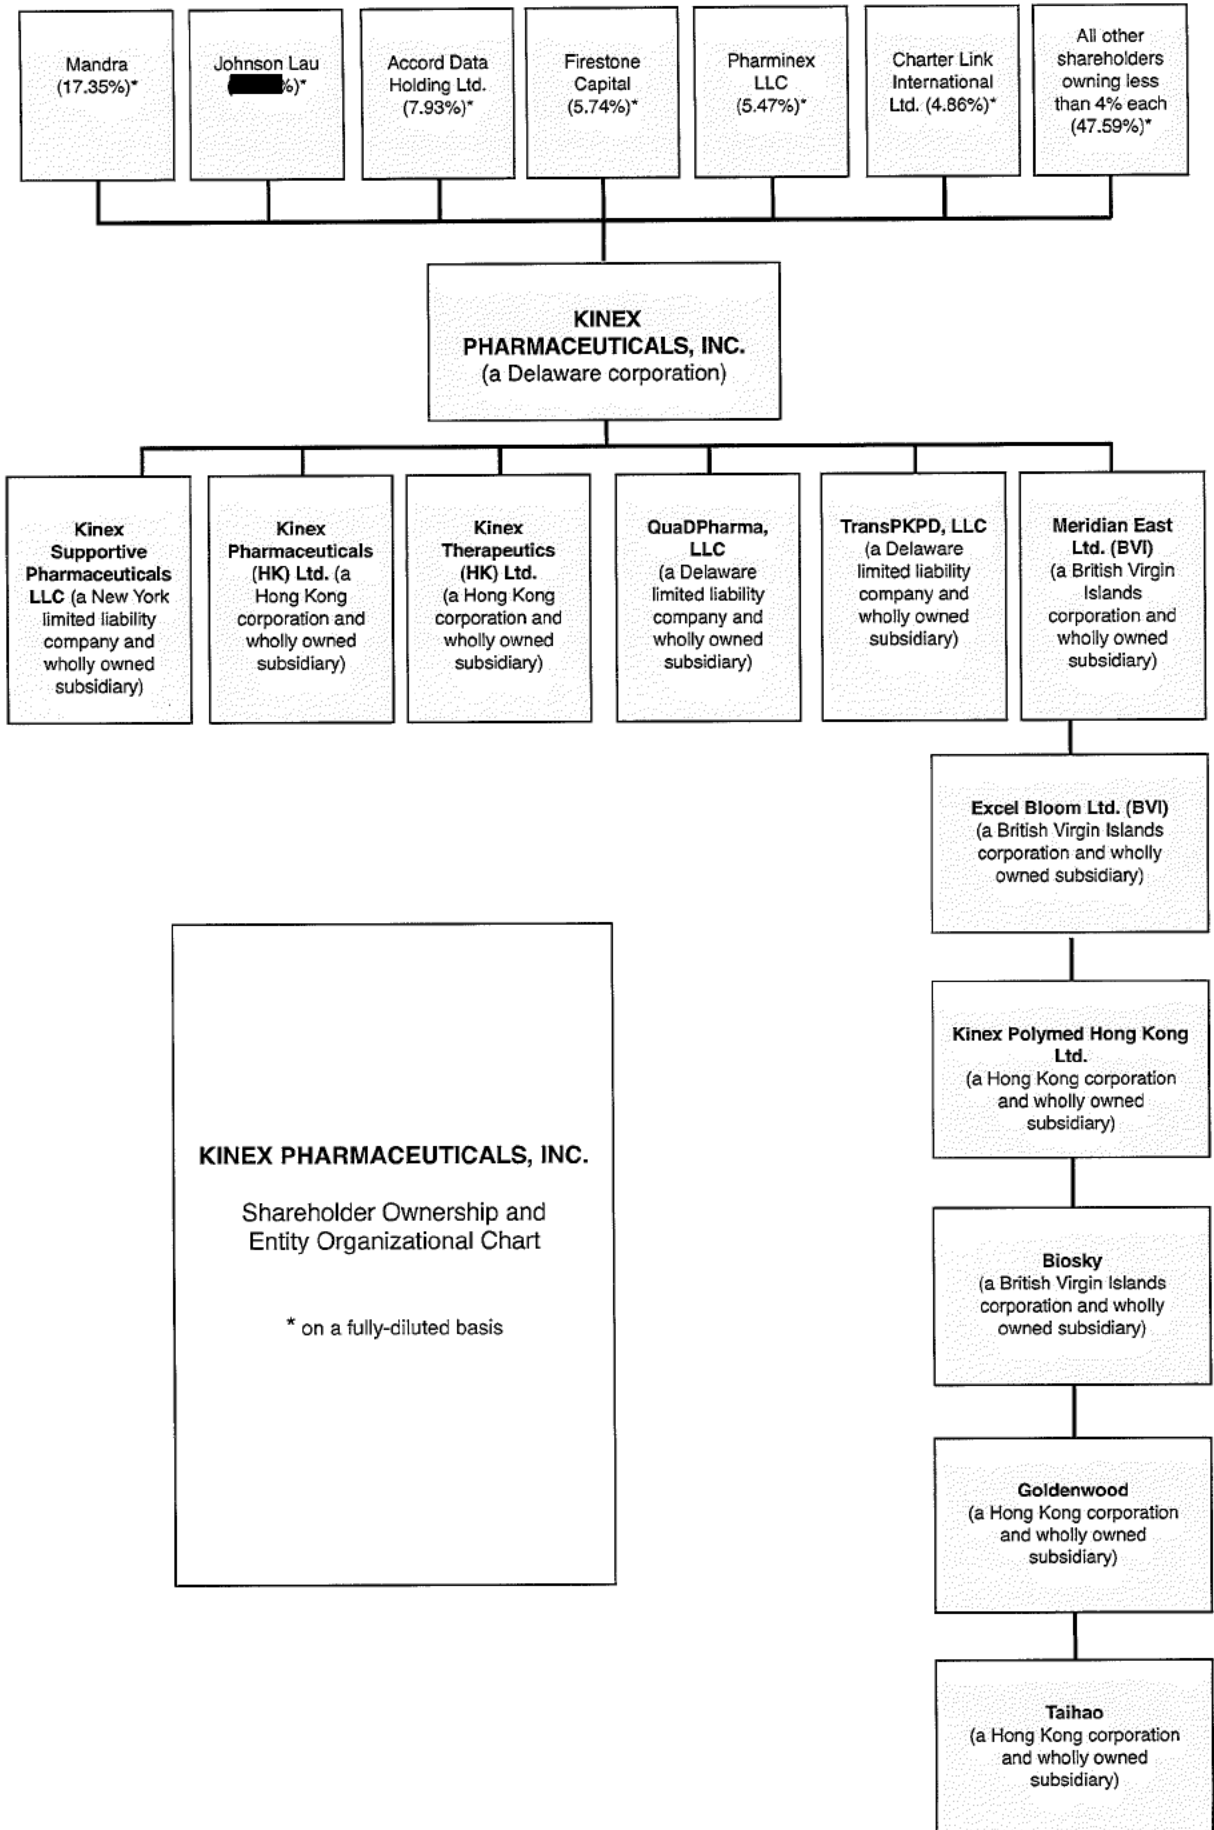 Mandra
(17.35%)*
Johnson Lau
( %)*
Accord Data
Holding Ltd.
(7.93%)*
Firestone
Capital
(5.74%)*
Pharminex
LLC
(5.47%)*
Charter Link
International
Ltd. (4.86%)*
All other
shareholders
owning less
than 4% each
(47.59%)*
KINEX
PHARMACEUTICALS, INC.
(a Delaware corporation)
Kinex
Supportive
Pharmaceuticals
LLC (a New York
limited liability
company and
wholly owned
subsidiary)
Kinex
Pharmaceuticals
(HK) Ltd. (a
Hong Kong
corporation and
wholly owned
subsidiary)
Kinex
Therapeutics
(HK) Ltd.
(a Hong Kong
corporation and
wholly owned
subsidiary)
QuaDPharma,
LLC
(a Delaware
limited liability
company and
wholly owned
subsidiary)
TransPKPD, LLC
(a Delaware
limited liability
company and
wholly owned
subsidiary)
Meridian East
Ltd. (BVI)
(a British Virgin
Islands
corporation and
wholly owned
subsidiary)
Excel Bloom Ltd. (BVI)
(a British Virgin Islands
corporation and wholly
owned subsidiary)
Kinex Polymed Hong Kong
Ltd.
(a Hong Kong corporation
and wholly owned
subsidiary)
Biosky
(a British Virgin Islands
corporation and wholly
owned subsidiary)
Goldenwood
(a Hong Kong corporation
and wholly owned
subsidiary)
Taihao
(a Hong Kong corporation
and wholly owned
subsidiary)
KINEX PHARMACEUTICALS, INC.
Shareholder Ownership and
Entity Organizational Chart
* on a fully-diluted basis